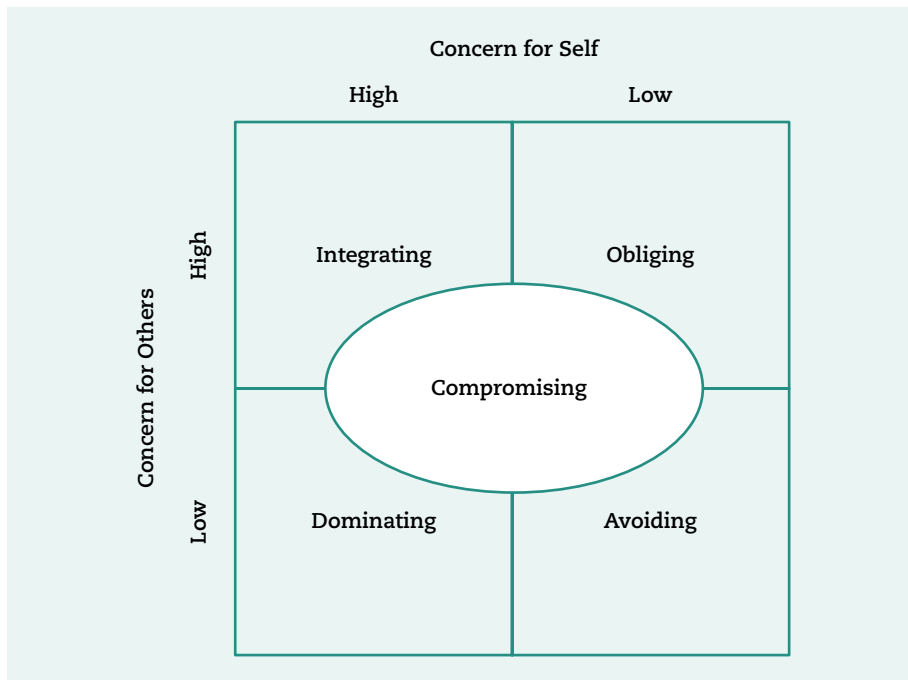 Concern for Self
High
Low
Concern for Others
High
Integrating
Obliging
Compromising
Low
Dominating
Avoiding